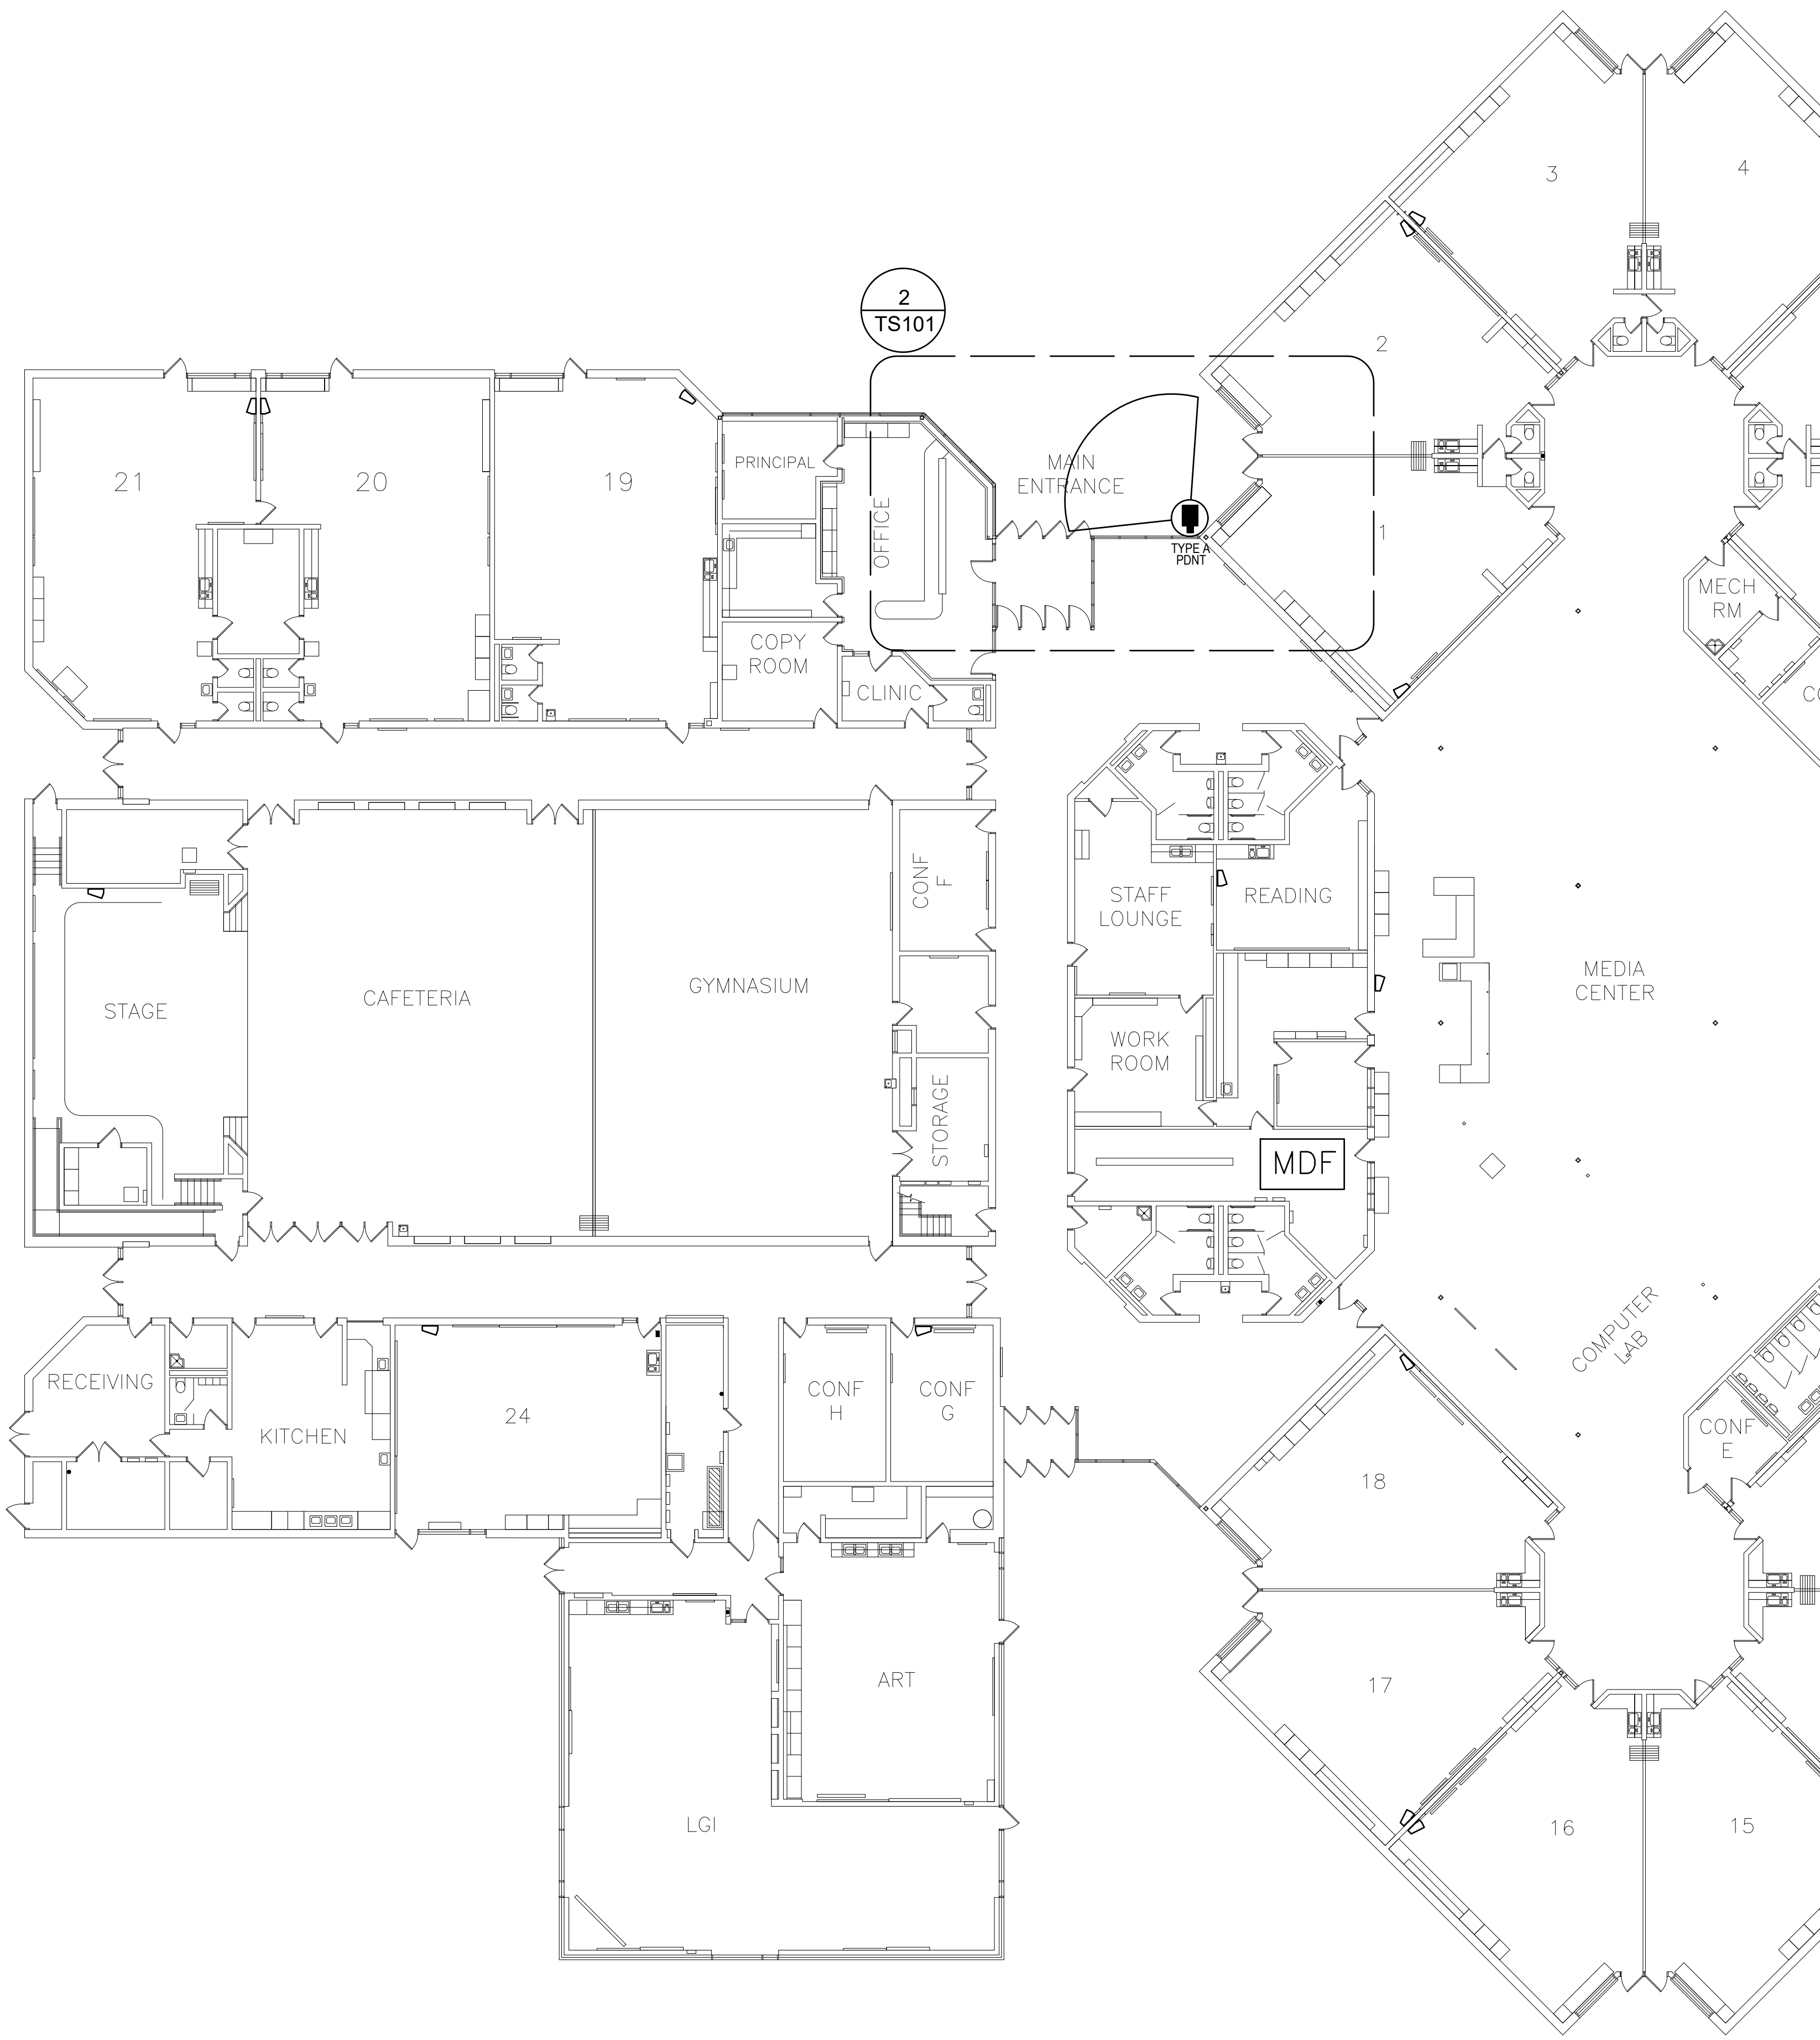 3
4
2
TS101
2
21
20
19
PRINCIPAL
OFFICE
MAIN
ENTRANCE
TYPE A
PDNT
1
MECH
RM
COPY
ROOM
CLINIC
STAGE
CAFETERIA
GYMNASIUM
CONF
F
STORAGE
STAFF
LOUNGE
READING
WORK
ROOM
MDF
MEDIA
CENTER
COMPUTER
LAB
RECEIVING
KITCHEN
24
CONF
H
CONF
G
CONF
E
18
17
ART
LGI
16
15